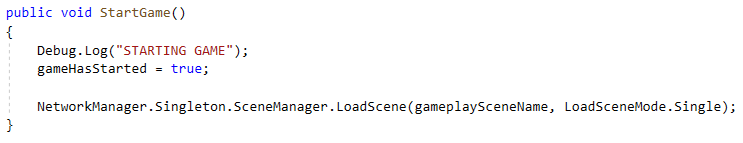 public void StartGame()
{
Debug.Log("STARTING GAME");
gameHasStarted = true;
NetworkManager.Singleton.SceneManager.LoadScene(gameplaySceneName, LoadSceneMode.Single);
}